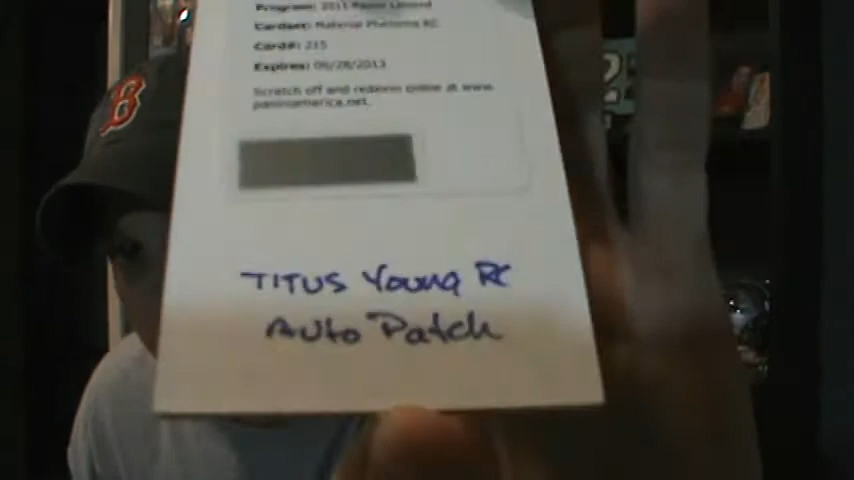 Program: 2011 Panini Limited
Cardset: Material Phenoms RC
Card#: 215
Expires: 06/28/2013
Scratch off and redeem online at www.
paniniamerica.net.
TITUS Young RC
Auto Patch
B
2